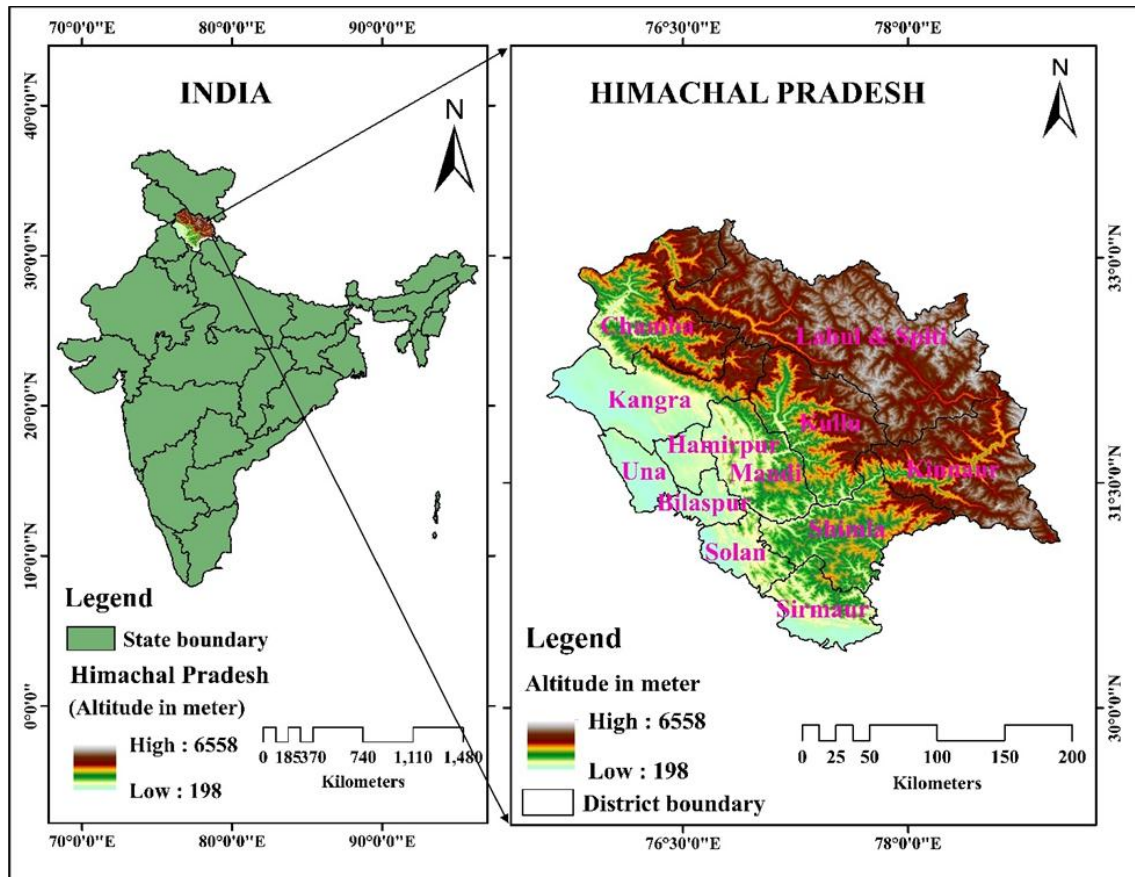 70°0'0"E 80°0'0"E 90°0'0"E
INDIA
N
40°0'0"N
30°0'0"N
20°0'0"N
10°0'0"N
0°0'0"
Legend
State boundary
Himachal Pradesh
(Altitude in meter)
High : 6558
Low : 198
0 185370 740 1,110 1,480
Kilometers
70°0'0"E 80°0'0"E 90°0'0"E
76°30'0"E 78°0'0"E
HIMACHAL PRADESH
N
33°0'0"N
31°30'0"N
30°0'0"N
Chamba
Lahul & Spiti
Kangra
Kullu
Hamirpur
Una
Mandi
Kinnaur
Bilaspur
Shimla
Solan
Sirmaur
Legend
Altitude in meter
High : 6558
Low : 198
District boundary
0 25 50 100 150 200
Kilometers
76°30'0"E 78°0'0"E